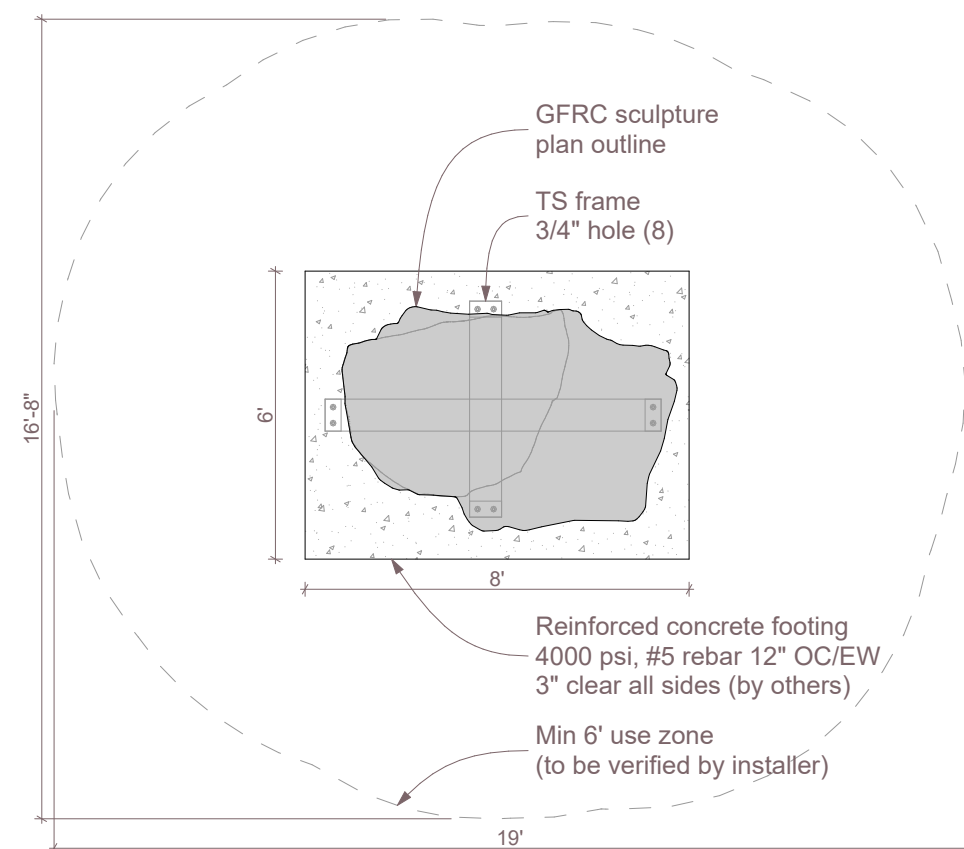 GFRC sculpture
plan outline
TS frame
3/4" hole (8)
16'-8"
6'
8'
Reinforced concrete footing
4000 psi, #5 rebar 12" OC/EW
3" clear all sides (by others)
Min 6' use zone
(to be verified by installer)
19'